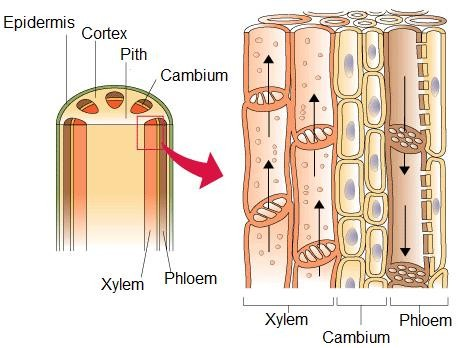 Epidermis
Cortex
Pith
Cambium
Xylem
Phloem
Xylem
Cambium
Phloem